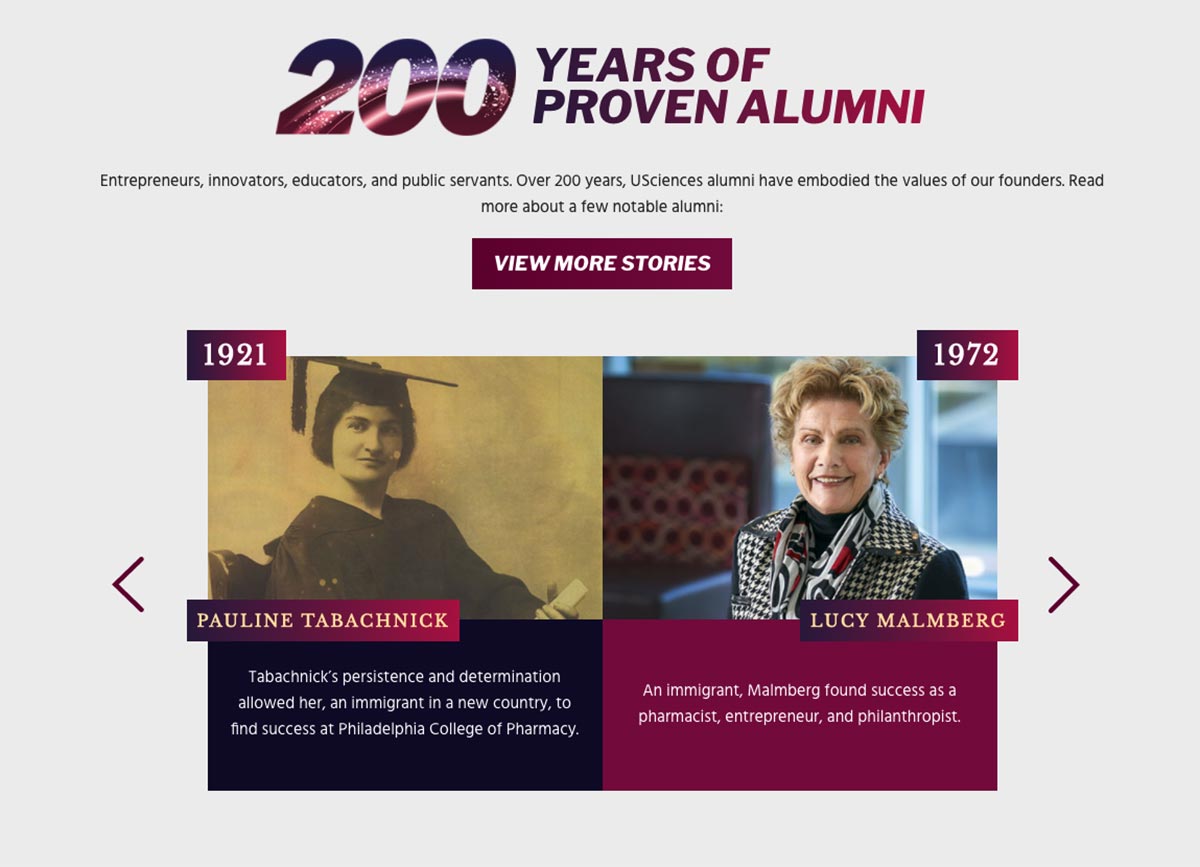 200 YEARS OF
PROVEN ALUMNI
Entrepreneurs, innovators, educators, and public servants. Over 200 years, USciences alumni have embodied the values of our founders. Read
more about a few notable alumni:
VIEW MORE STORIES
1921
PAULINE TABACHNICK
Tabachnick’s persistence and determination
allowed her, an immigrant in a new country, to
find success at Philadelphia College of Pharmacy.
1972
LUCY MALMBERG
An immigrant, Malmberg found success as a
pharmacist, entrepreneur, and philanthropist.